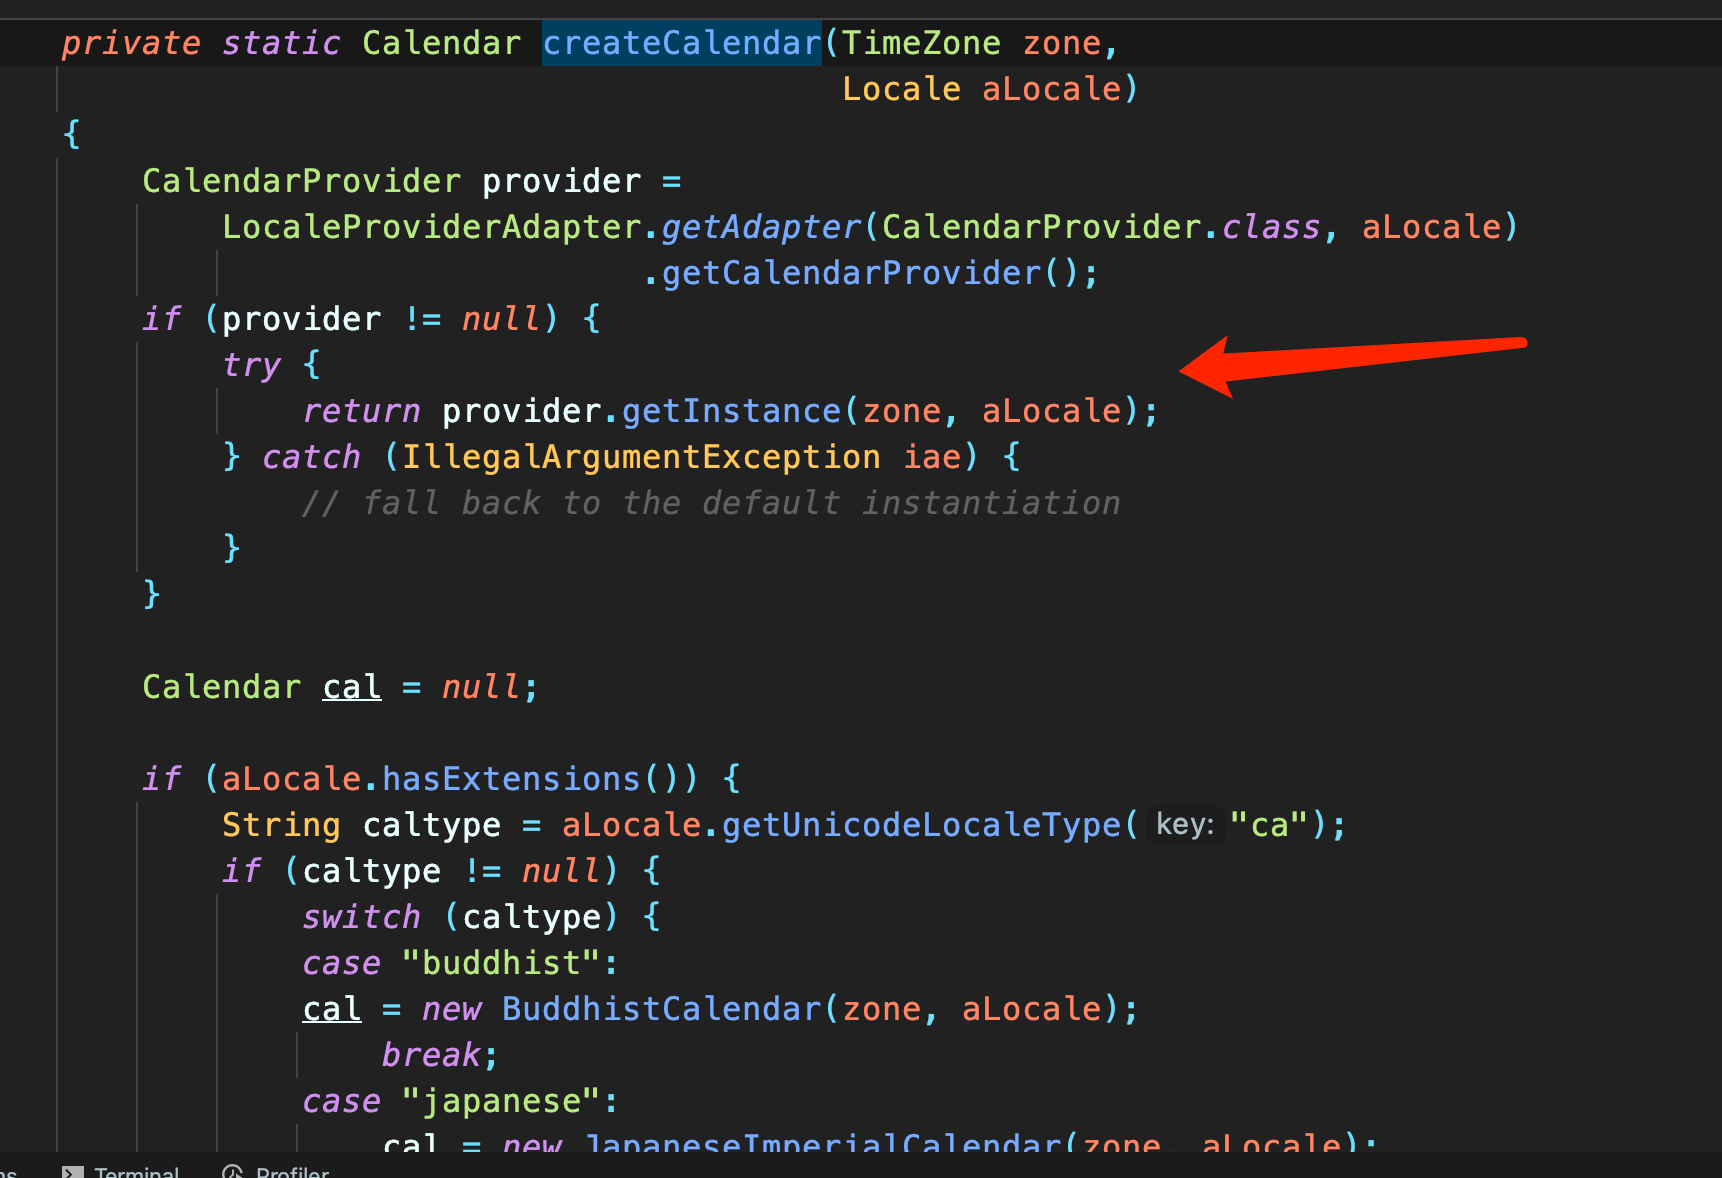 private static Calendar createCalendar(TimeZone zone,
Locale aLocale)
{
CalendarProvider provider =
LocaleProviderAdapter.getAdapter(CalendarProvider.class, aLocale)
.getCalendarProvider();
if (provider != null) {
try {
return provider.getInstance(zone, aLocale);
} catch (IllegalArgumentException iae) {
// fall back to the default instantiation
}
}
Calendar cal = null;
if (aLocale.hasExtensions()) {
String caltype = aLocale.getUnicodeLocaleType( key: "ca");
if (caltype != null) {
switch (caltype) {
case "buddhist":
cal = new BuddhistCalendar(zone, aLocale);
break;
case "japanese":
cal = new JapaneseImperialCalendar(zone, aLocale);
Terminal Profiler